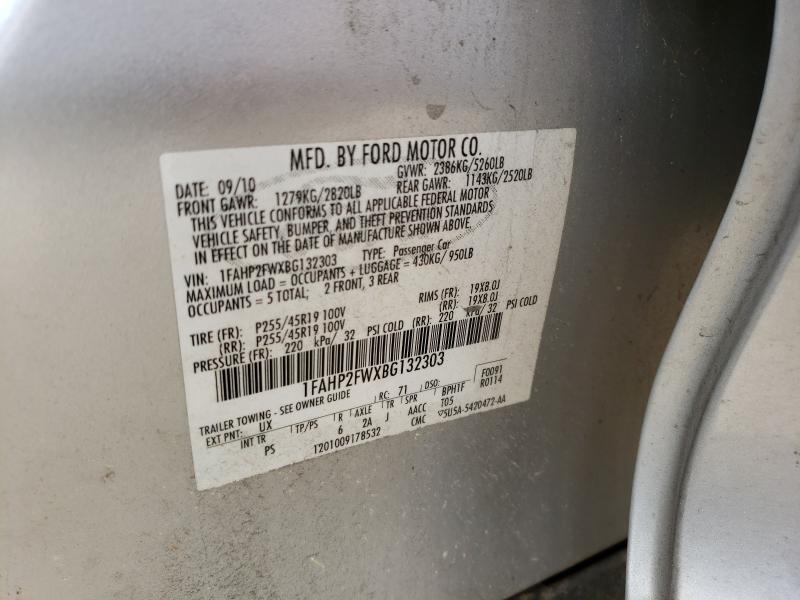 MFD. BY FORD MOTOR CO.
DATE: 09/10 GVWR: 2386KG/5260LB
FRONT GAWR: 1279KG/2820LB REAR GAWR: 1143KG/2520LB
THIS VEHICLE CONFORMS TO ALL APPLICABLE FEDERAL MOTOR
VEHICLE SAFETY, BUMPER, AND THEFT PREVENTION STANDARDS
IN EFFECT ON THE DATE OF MANUFACTURE SHOWN ABOVE.
VIN: 1FAHP2FWXBG132303 TYPE: Passenger Car
MAXIMUM LOAD = OCCUPANTS + LUGGAGE = 430KG/950LB
OCCUPANTS = 5 TOTAL; 2 FRONT, 3 REAR
TIRE (FR): P255/45R19 100V RIMS (FR): 19X8.0J
(RR): P255/45R19 100V (RR): 19X8.0J
PRESSURE (FR): 220 kPa/ 32 PSI COLD (RR): 220 kPa/ 32 PSI COLD
1FAHP2FWXBG132303
TRAILER TOWING - SEE OWNER GUIDE RC: 71 DSO: F0091
EXT PNT: UX TP/PS R AXLE TR SPR BPH1F R0114
INT TR 6 2A J AACC T05
PS 1201009178532 CMC 5U5A-5420472-AA